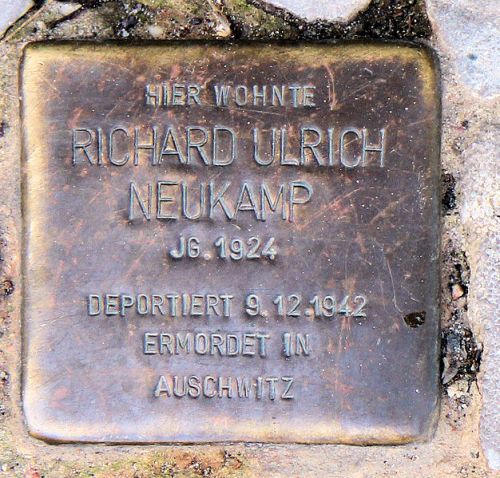 HIER WOHNTE
RICHARD ULRICH
NEUKAMP
JG. 1924
DEPORTIERT 9.12.1942
ERMORDET IN
AUSCHWITZ